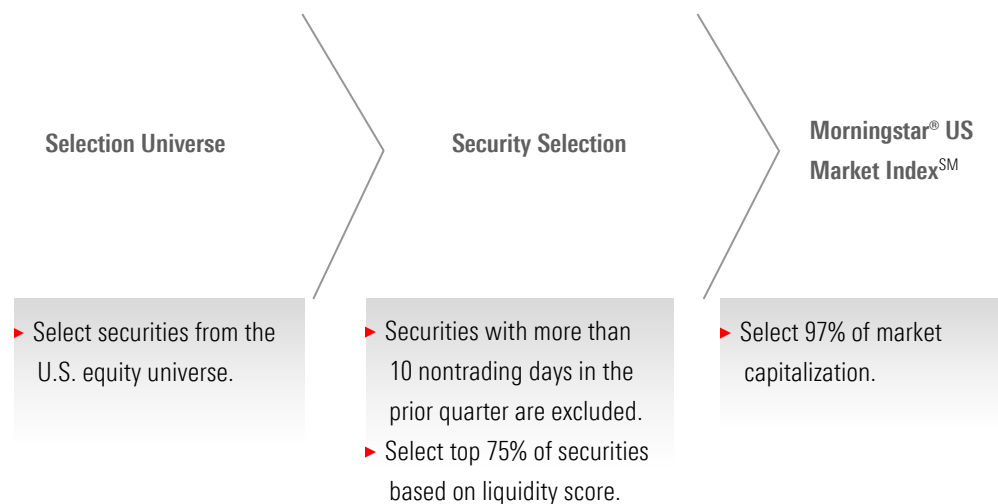 Selection Universe
Security Selection
Morningstar® US
Market Index℠
► Select securities from the
U.S. equity universe.
► Securities with more than
10 nontrading days in the
prior quarter are excluded.
► Select top 75% of securities
based on liquidity score.
► Select 97% of market
capitalization.